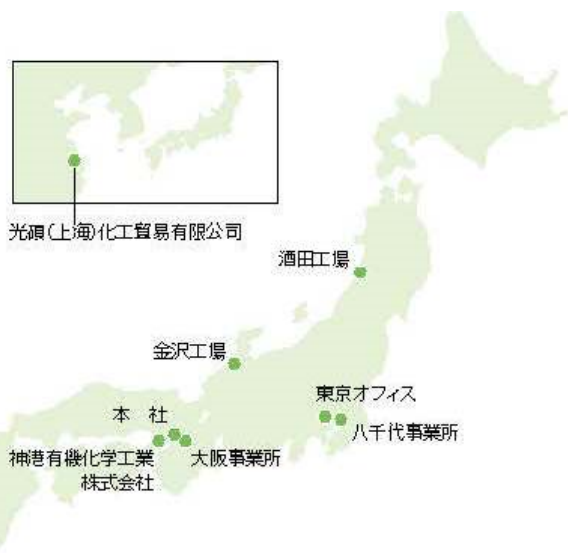 光碩(上海)化工貿易有限公司
酒田工場
金沢工場
東京オフィス
八千代事業所
本 社
大阪事業所
神港有機化学工業
株式会社